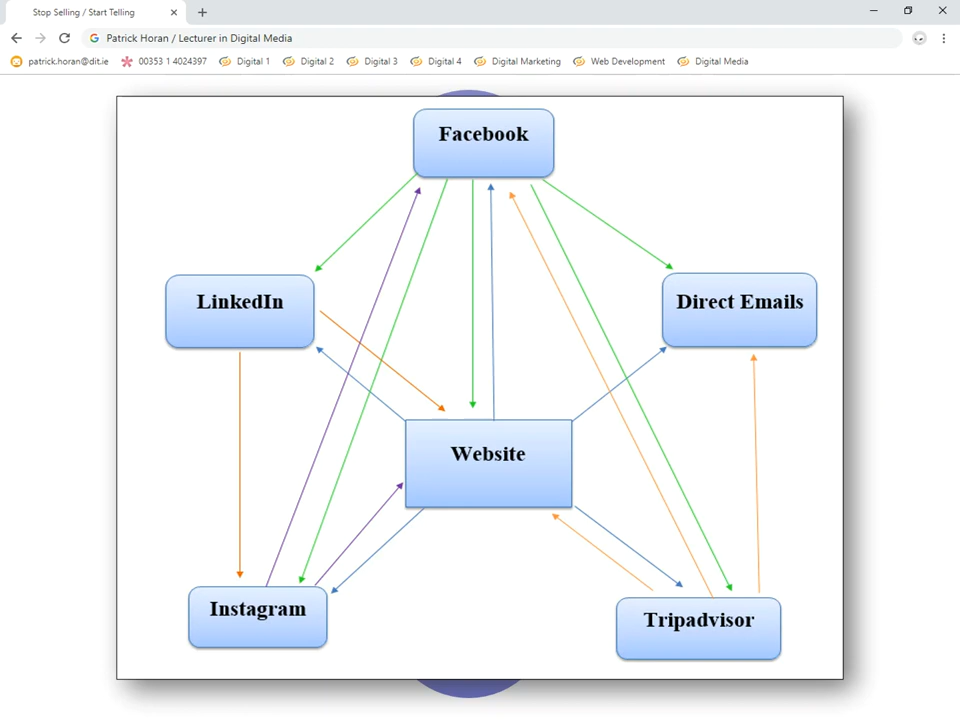 Stop Selling / Start Telling
Patrick Horan / Lecturer in Digital Media
patrick.horan@dit.ie 00353 1 4024397 Digital 1 Digital 2 Digital 3 Digital 4 Digital Marketing Web Development Digital Media
Facebook
LinkedIn
Direct Emails
Website
Instagram
Tripadvisor